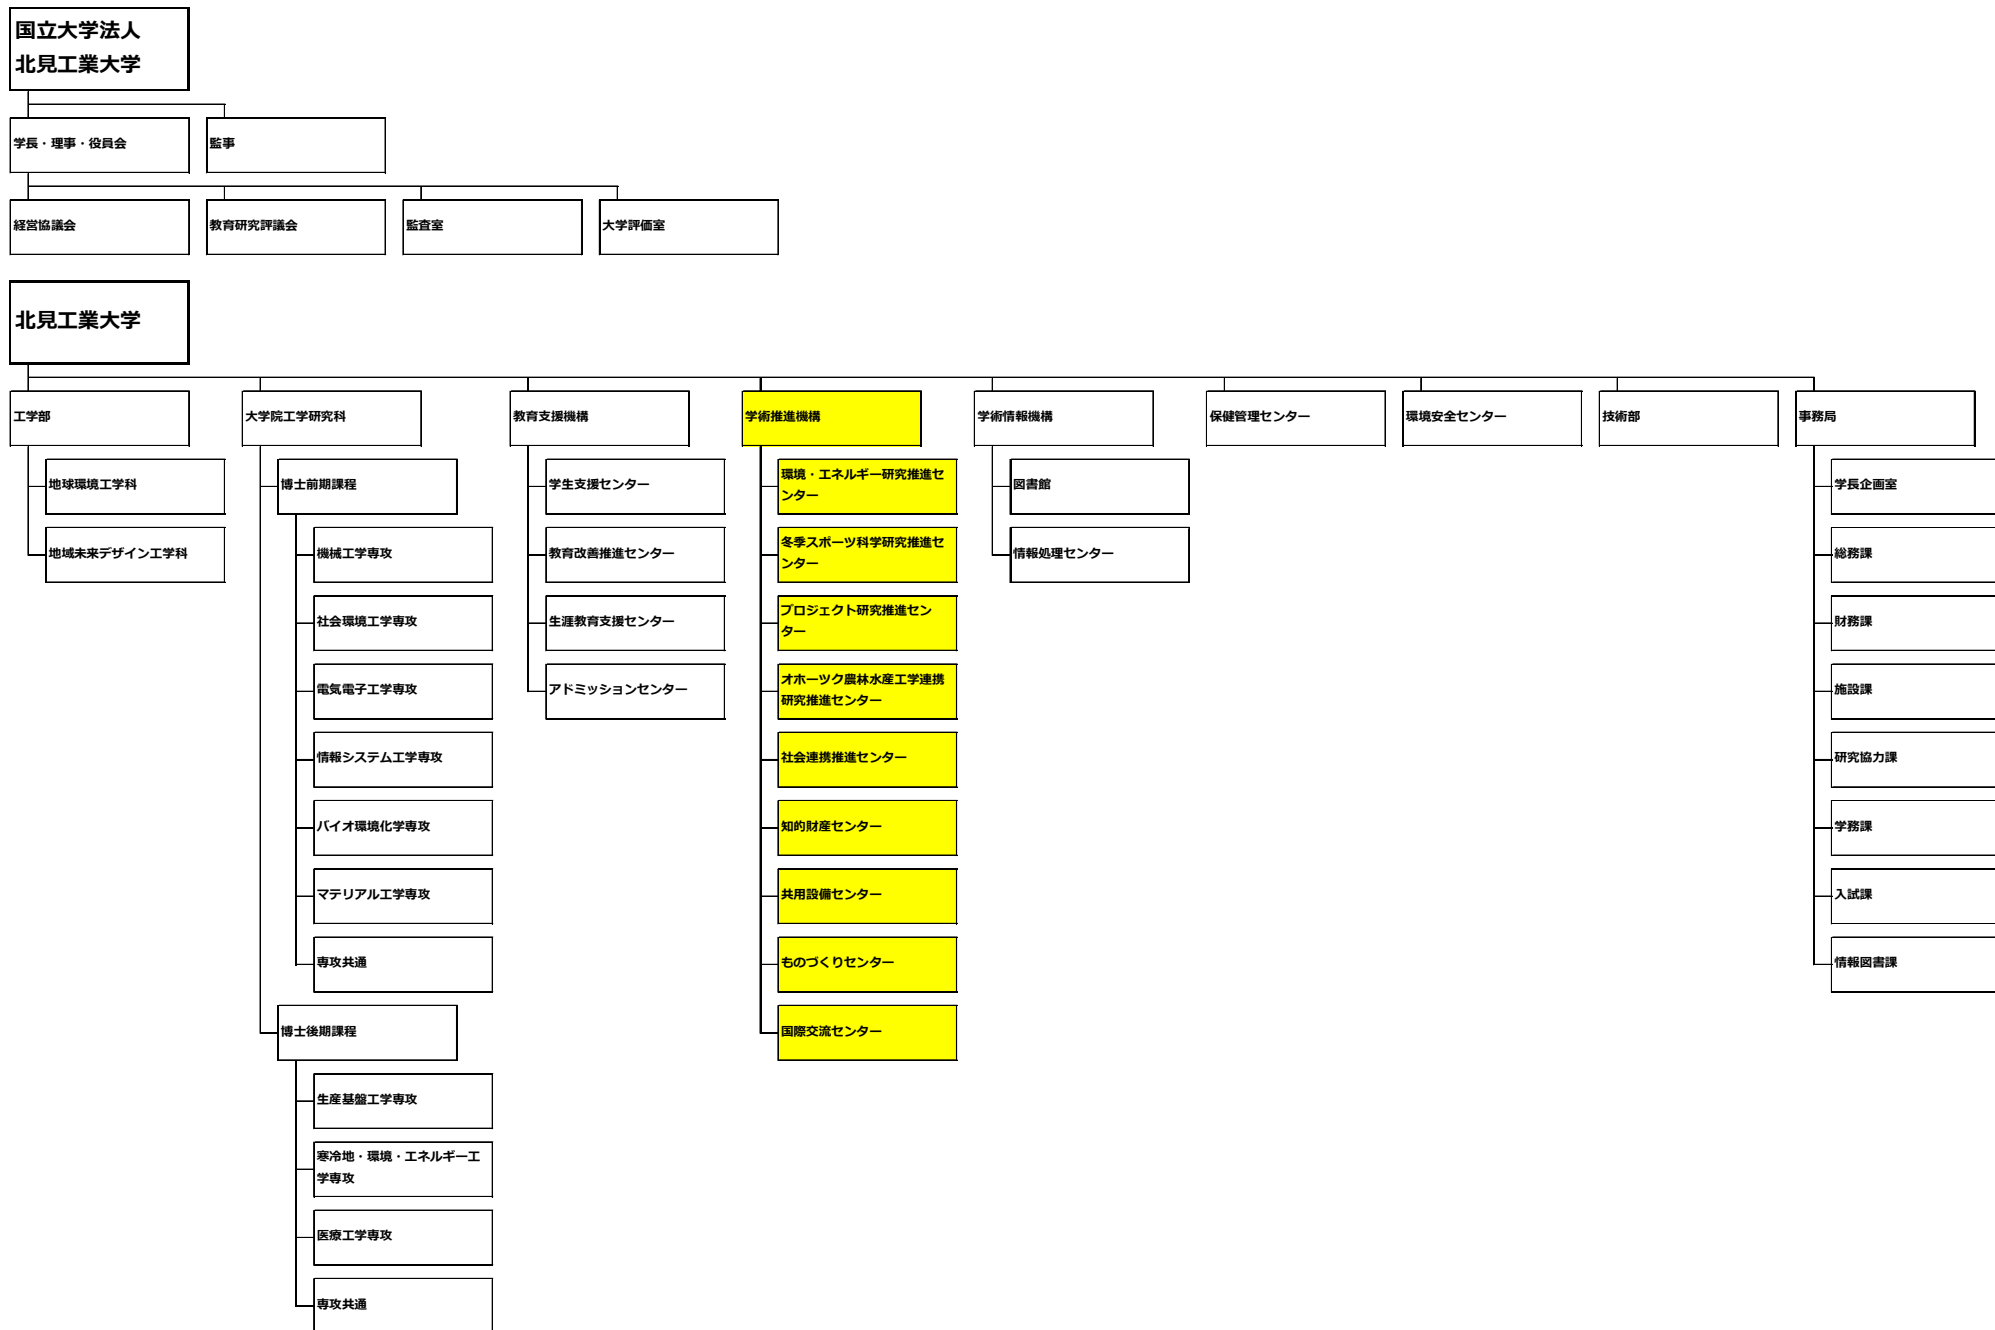 国立大学法人
北見工業大学
学長・理事・役員会
監事
経営協議会
教育研究評議会
監査室
大学評価室
北見工業大学
工学部
地球環境工学科
地域未来デザイン工学科
大学院工学研究科
博士前期課程
機械工学専攻
社会環境工学専攻
電気電子工学専攻
情報システム工学専攻
バイオ環境化学専攻
マテリアル工学専攻
専攻共通
博士後期課程
生産基盤工学専攻
寒冷地・環境・エネルギー工
学専攻
医療工学専攻
専攻共通
教育支援機構
学生支援センター
教育改善推進センター
生涯教育支援センター
アドミッションセンター
学術推進機構
環境・エネルギー研究推進セ
ンター
冬季スポーツ科学研究推進セ
ンター
プロジェクト研究推進セン
ター
オホーツク農林水産工学連携
研究推進センター
社会連携推進センター
知的財産センター
共用設備センター
ものづくりセンター
国際交流センター
学術情報機構
図書館
情報処理センター
保健管理センター
環境安全センター
技術部
事務局
学長企画室
総務課
財務課
施設課
研究協力課
学務課
入試課
情報図書課